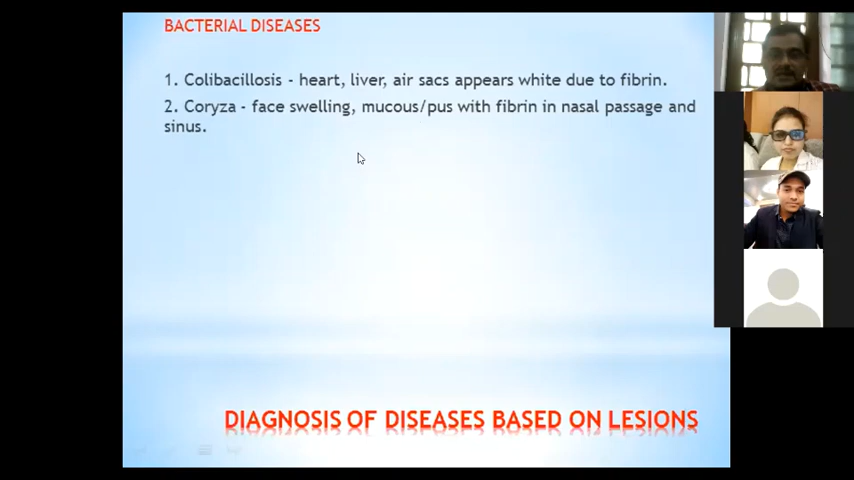 BACTERIAL DISEASES
1. Colibacillosis - heart, liver, air sacs appears white due to fibrin.
2. Coryza - face swelling, mucous/pus with fibrin in nasal passage and
sinus.
DIAGNOSIS OF DISEASES BASED ON LESIONS